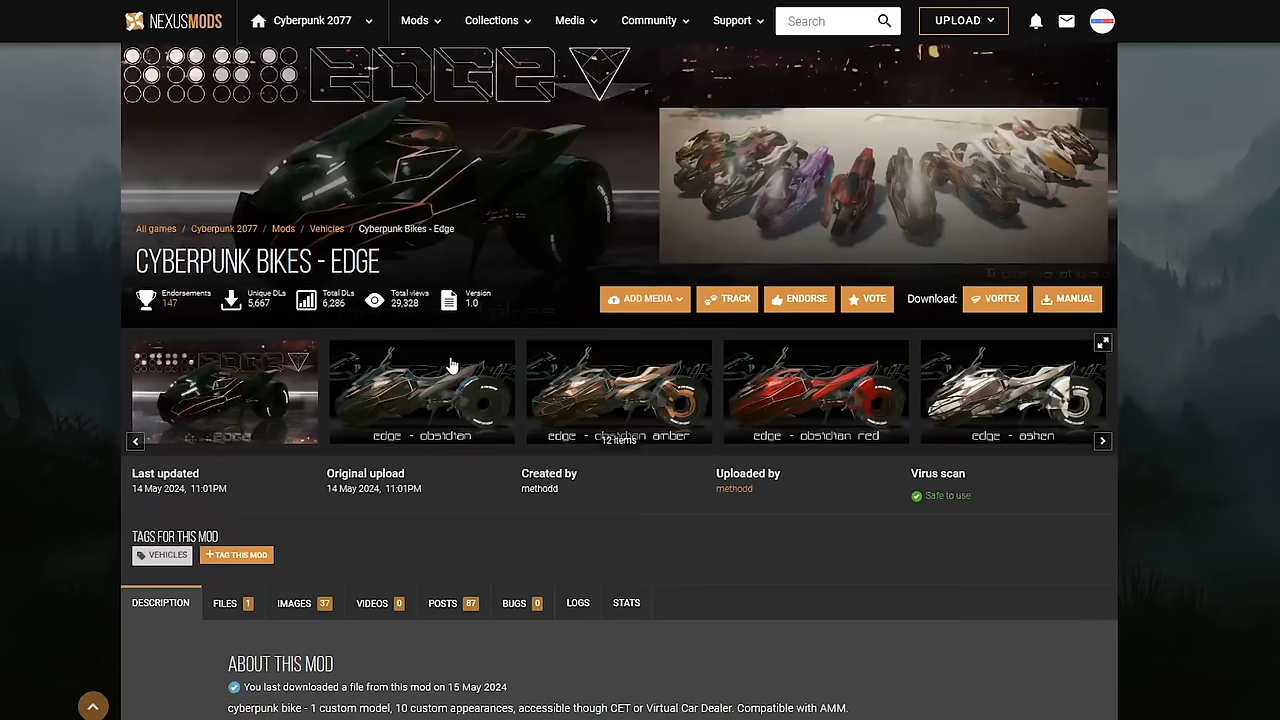 NEXUSMODS
Cyberpunk 2077
Mods
Collections
Media
Community
Support
Search
UPLOAD
EDGE
All games / Cyberpunk 2077 / Mods / Vehicles / Cyberpunk Bikes - Edge
CYBERPUNK BIKES - EDGE
Endorsements
147
Unique DLs
5,667
Total DLs
6,286
Total views
29,328
Version
1.0
ADD MEDIA
TRACK
ENDORSE
VOTE
Download:
VORTEX
MANUAL
EDGE
edge - obsidian
edge - obsidian amber
edge - obsidian red
edge - ashen
12 items
Last updated
14 May 2024, 11:01PM
Original upload
14 May 2024, 11:01PM
Created by
methodd
Uploaded by
methodd
Virus scan
Safe to use
TAGS FOR THIS MOD
VEHICLES
+ TAG THIS MOD
DESCRIPTION
FILES 1
IMAGES 37
VIDEOS 0
POSTS 87
BUGS 0
LOGS
STATS
ABOUT THIS MOD
You last downloaded a file from this mod on 15 May 2024
cyberpunk bike - 1 custom model, 10 custom appearances, accessible though CET or Virtual Car Dealer. Compatible with AMM.